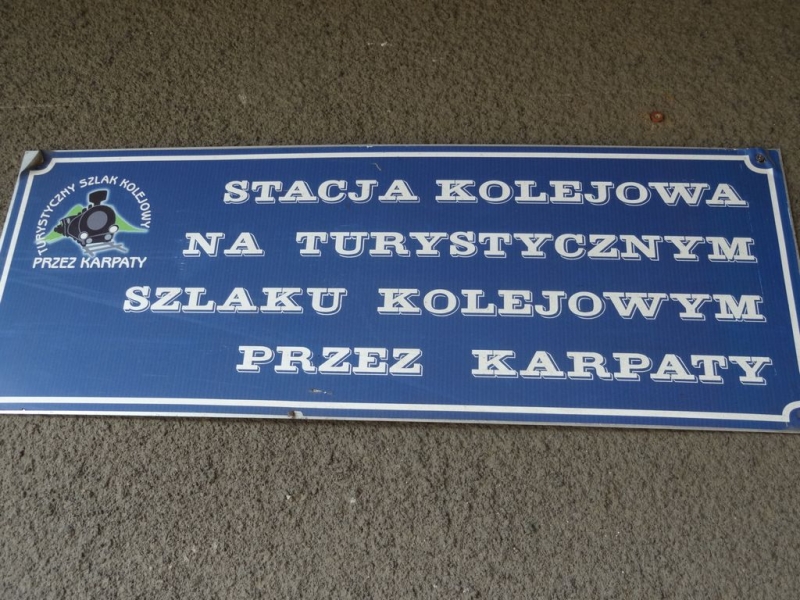 TURYSTYCZNY SZLAK KOLEJOWY
PRZEZ KARPATY
STACJA KOLEJOWA
NA TURYSTYCZNYM
SZLAKU KOLEJOWYM
PRZEZ KARPATY